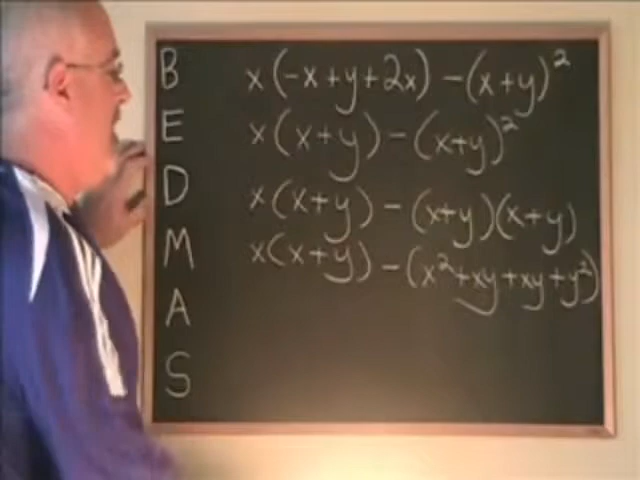 B x(-x+y+2x) -(x+y)²
E x(x+y)-(x+y)²
D x(x+y)-(x+y)(x+y)
M x(x+y)-(x²+xy+xy+y²)
A
S